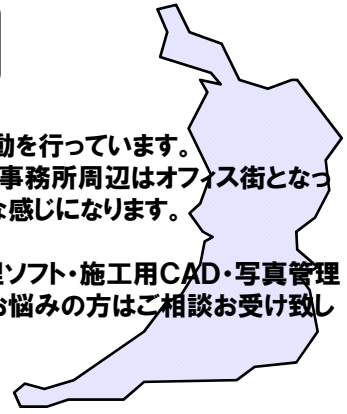 動を行っています。
事務所周辺はオフィス街となっ
な感じになります。
理ソフト・施工用CAD・写真管理
お悩みの方はご相談お受け致し